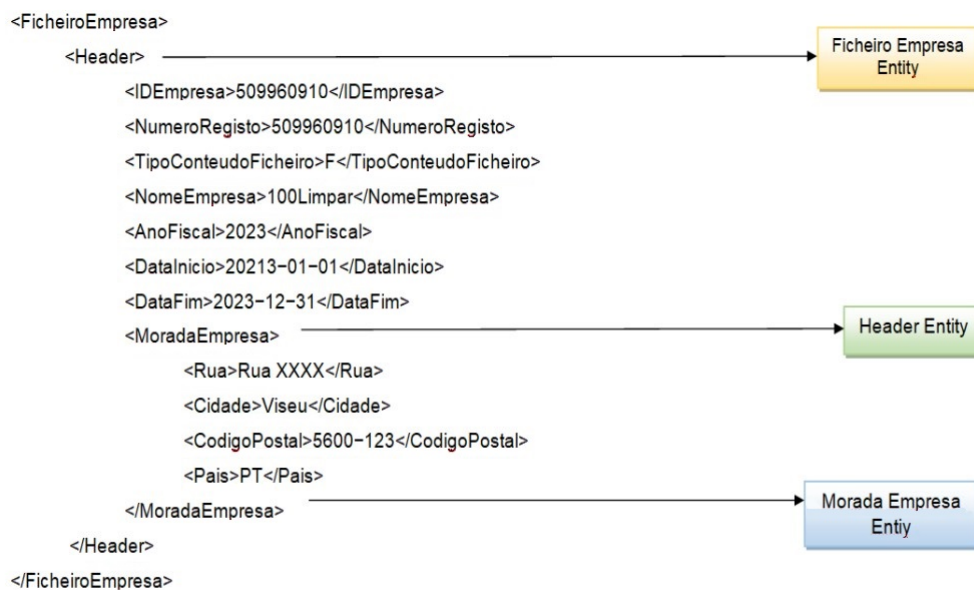 <FicheiroEmpresa>
<Header>
Ficheiro Empresa
Entity
<IDEmpresa>509960910</IDEmpresa>
<NumeroRegisto>509960910</NumeroRegisto>
<TipoConteudoFicheiro>F</TipoConteudoFicheiro>
<NomeEmpresa>100Limpar</NomeEmpresa>
<AnoFiscal>2023</AnoFiscal>
<DataInicio>20213−01−01</DataInicio>
<DataFim>2023−12−31</DataFim>
<MoradaEmpresa>
Header Entity
<Rua>Rua XXXX</Rua>
<Cidade>Viseu</Cidade>
<CodigoPostal>5600−123</CodigoPostal>
<Pais>PT</Pais>
</MoradaEmpresa>
Morada Empresa
Entiy
</Header>
</FicheiroEmpresa>